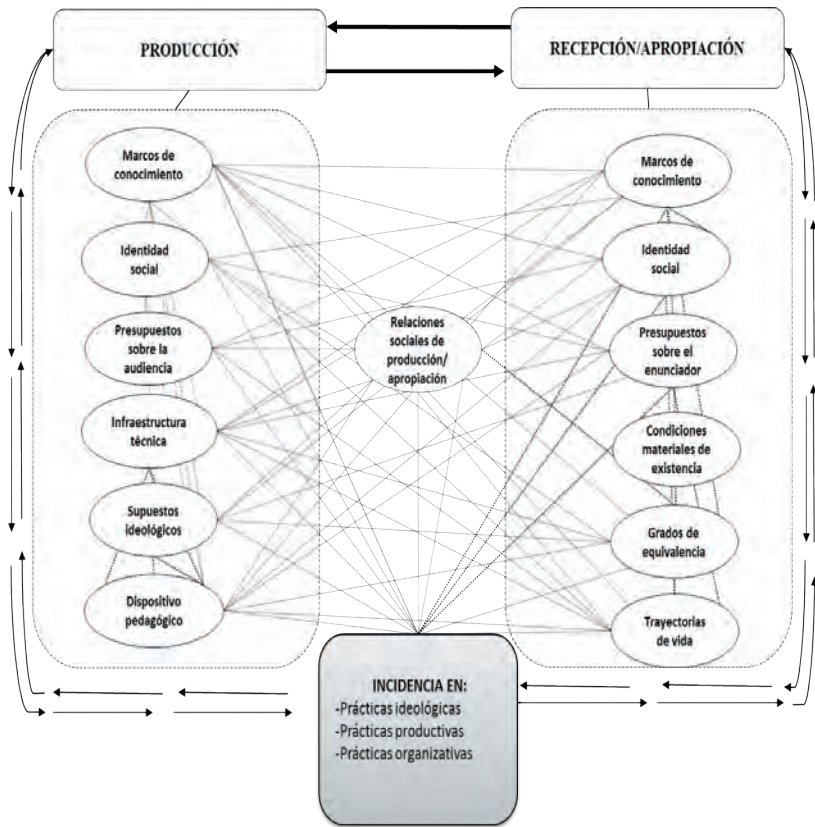 PRODUCCIÓN
RECEPCIÓN/APROPIACIÓN
Marcos de
conocimiento
Identidad
social
Presupuestos
sobre la
audiencia
Infraestructura
técnica
Supuestos
ideológicos
Dispositivo
pedagógico
Relaciones
sociales de
producción/
apropiación
Marcos de
conocimiento
Identidad
social
Presupuestos
sobre el
enunciador
Condiciones
materiales de
existencia
Grados de
equivalencia
Trayectorias
de vida
INCIDENCIA EN:
-Prácticas ideológicas
-Prácticas productivas
-Prácticas organizativas